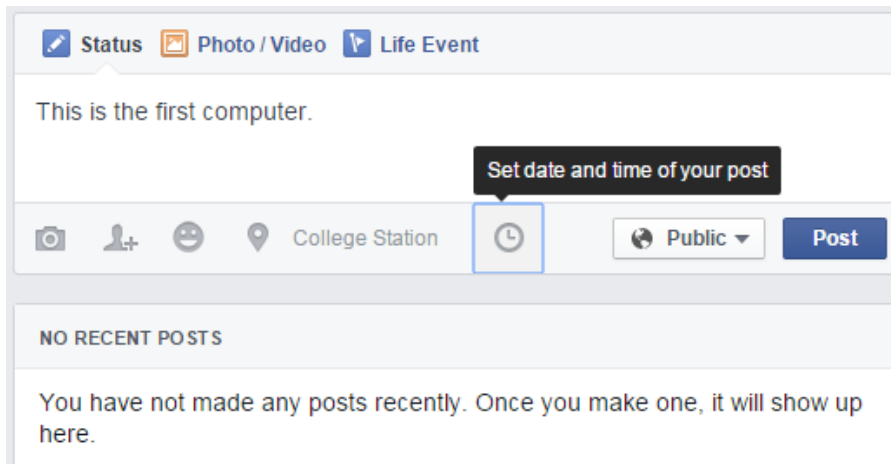 Status Photo / Video Life Event
This is the first computer.
Set date and time of your post
College Station Public Post
NO RECENT POSTS
You have not made any posts recently. Once you make one, it will show up
here.